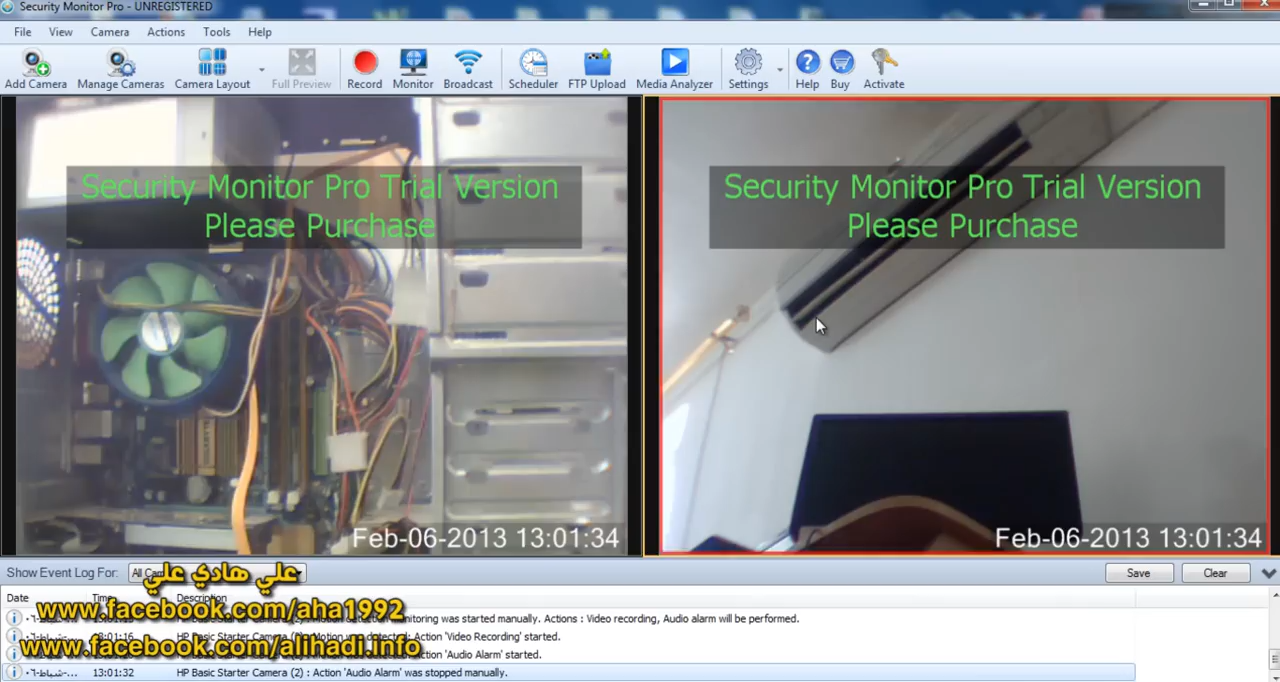 Security Monitor Pro - UNREGISTERED
File View Camera Actions Tools Help
Add Camera Manage Cameras Camera Layout Full Preview Record Monitor Broadcast Scheduler FTP Upload Media Analyzer Settings Help Buy Activate
Security Monitor Pro Trial Version
Please Purchase
Feb-06-2013 13:01:34
Security Monitor Pro Trial Version
Please Purchase
Feb-06-2013 13:01:34
Show Event Log For: All Save Clear
علي هادي علي
Date Description
www.facebook.com/aha1992
was started manually. Actions : Video recording, Audio alarm will be performed.
13:01:16 HP Basic Starter Camera (2) : Motion was detected. Action 'Video Recording' started.
www.facebook.com/alihadi.Info
Action 'Audio Alarm' started.
13:01:32 HP Basic Starter Camera (2) : Action 'Audio Alarm' was stopped manually.